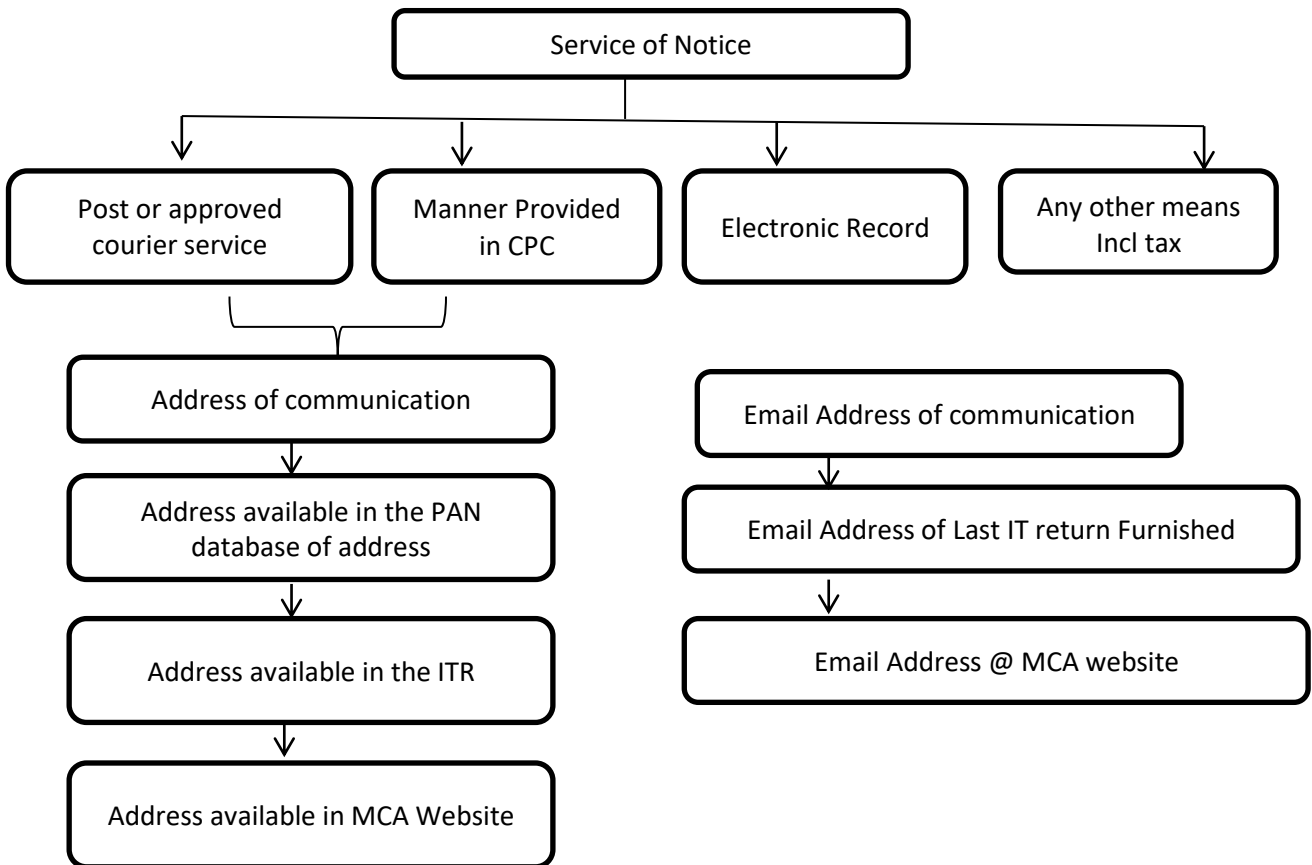 Service of Notice
Post or approved
courier service
Manner Provided
in CPC
Electronic Record
Any other means
Incl tax
Address of communication
Address available in the PAN
database of address
Address available in the ITR
Address available in MCA Website
Email Address of communication
Email Address of Last IT return Furnished
Email Address @ MCA website